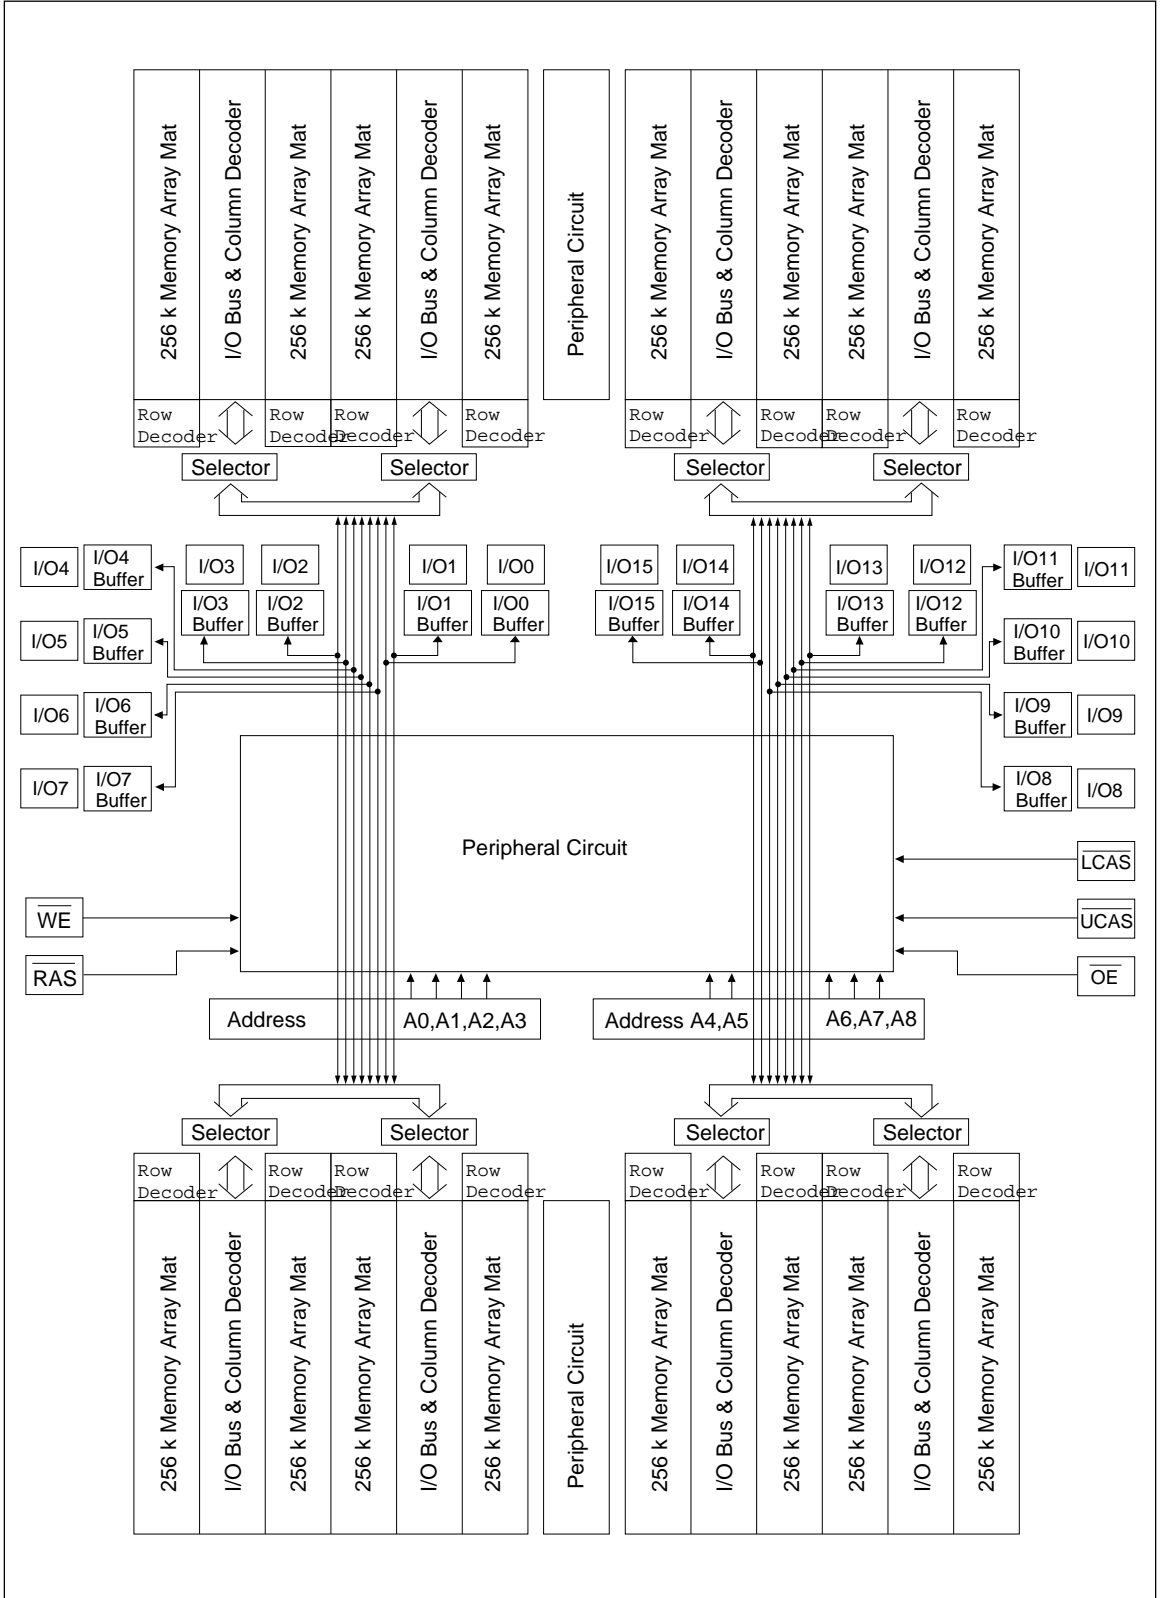 256 k Memory Array Mat
I/O Bus & Column Decoder
256 k Memory Array Mat
256 k Memory Array Mat
I/O Bus & Column Decoder
256 k Memory Array Mat
Peripheral Circuit
256 k Memory Array Mat
I/O Bus & Column Decoder
256 k Memory Array Mat
256 k Memory Array Mat
I/O Bus & Column Decoder
256 k Memory Array Mat
Row
Decoder
Row
Decoder
Row
Decoder
Row
Decoder
Row
Decoder
Row
Decoder
Row
Decoder
Row
Decoder
Selector
Selector
Selector
Selector
I/O4
I/O4
Buffer
I/O3
I/O2
I/O1
I/O0
I/O15
I/O14
I/O13
I/O12
I/O11
Buffer
I/O11
I/O3
Buffer
I/O2
Buffer
I/O1
Buffer
I/O0
Buffer
I/O15
Buffer
I/O14
Buffer
I/O13
Buffer
I/O12
Buffer
I/O5
I/O5
Buffer
I/O10
Buffer
I/O10
I/O6
I/O6
Buffer
I/O9
Buffer
I/O9
I/O7
I/O7
Buffer
I/O8
Buffer
I/O8
Peripheral Circuit
LCAS
WE
UCAS
RAS
OE
Address A0,A1,A2,A3
Address A4,A5 A6,A7,A8
Selector
Selector
Selector
Selector
Row
Decoder
Row
Decoder
Row
Decoder
Row
Decoder
Row
Decoder
Row
Decoder
Row
Decoder
Row
Decoder
256 k Memory Array Mat
I/O Bus & Column Decoder
256 k Memory Array Mat
256 k Memory Array Mat
I/O Bus & Column Decoder
256 k Memory Array Mat
Peripheral Circuit
256 k Memory Array Mat
I/O Bus & Column Decoder
256 k Memory Array Mat
256 k Memory Array Mat
I/O Bus & Column Decoder
256 k Memory Array Mat